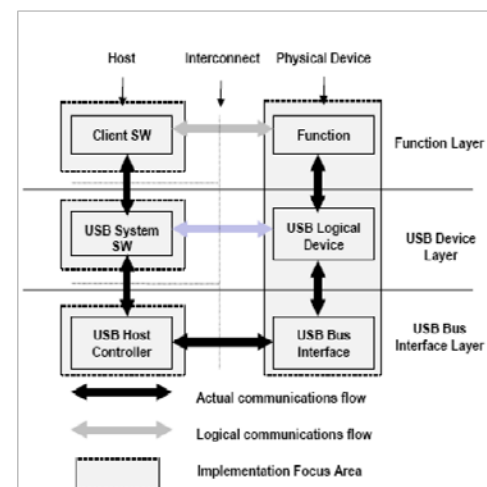 Host Interconnect Physical Device
Client SW Function
Function Layer
USB System
SW
USB Logical
Device
USB Device
Layer
USB Host
Controller
USB Bus
Interface
USB Bus
Interface Layer
Actual communications flow
Logical communications flow
Implementation Focus Area